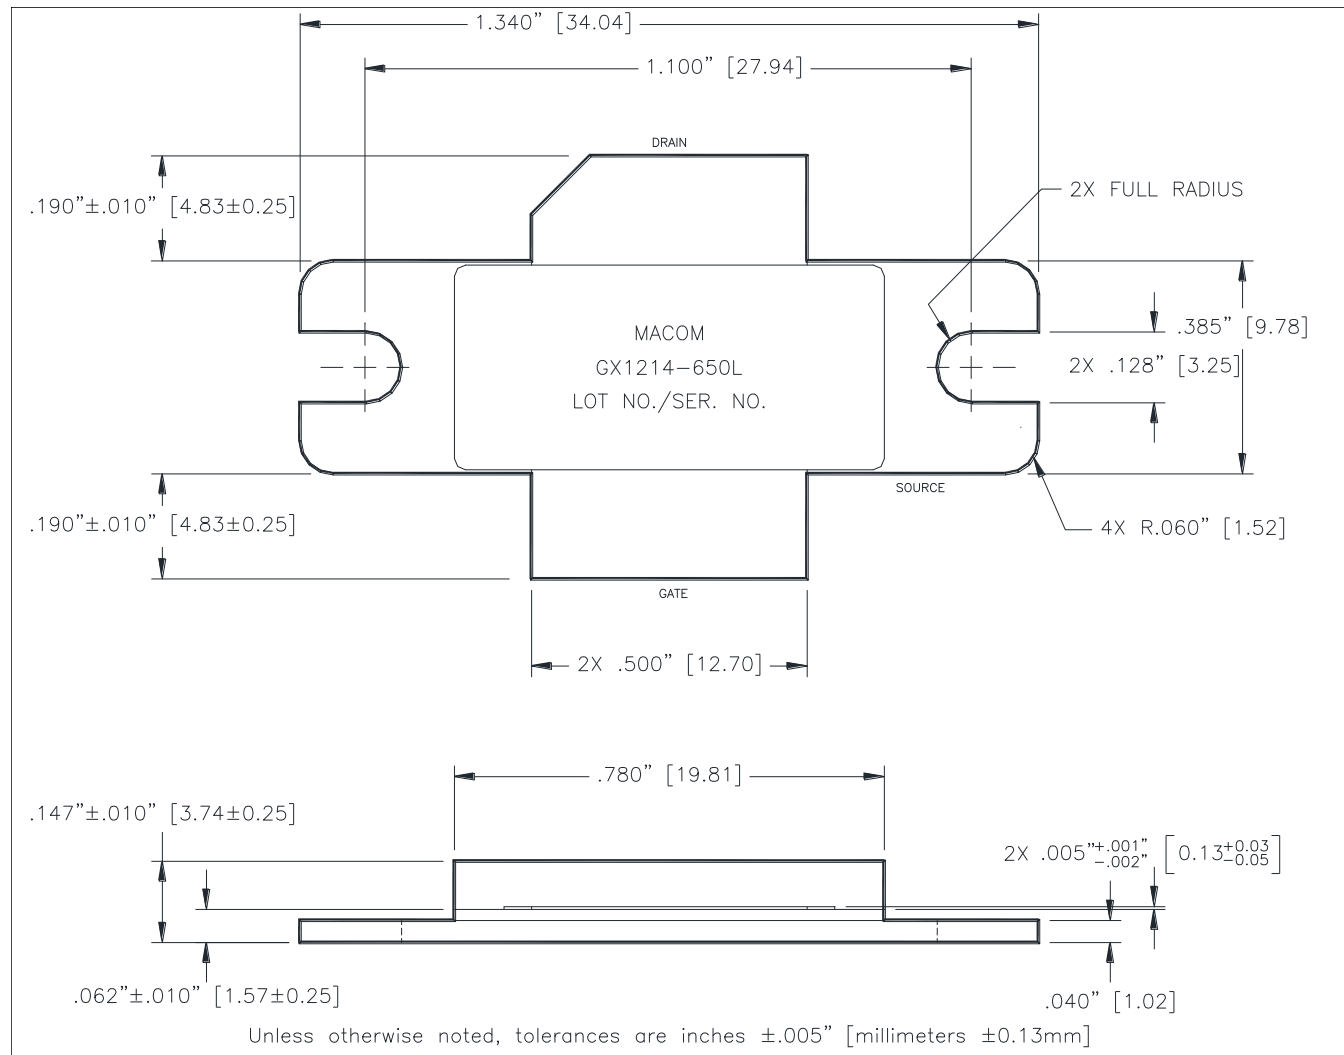 1.340” [34.04]
1.100” [27.94]
DRAIN
.190”±.010” [4.83±0.25]
2X FULL RADIUS
MACOM
GX1214–650L
LOT NO./SER. NO.
.385” [9.78]
2X .128” [3.25]
SOURCE
.190”±.010” [4.83±0.25]
4X R.060” [1.52]
GATE
2X .500” [12.70]
.780” [19.81]
.147”±.010” [3.74±0.25]
2X .005”+.001” -.002” [0.13+0.03 -0.05]
.062”±.010” [1.57±0.25]
.040” [1.02]
Unless otherwise noted, tolerances are inches ±.005” [millimeters ±0.13mm]